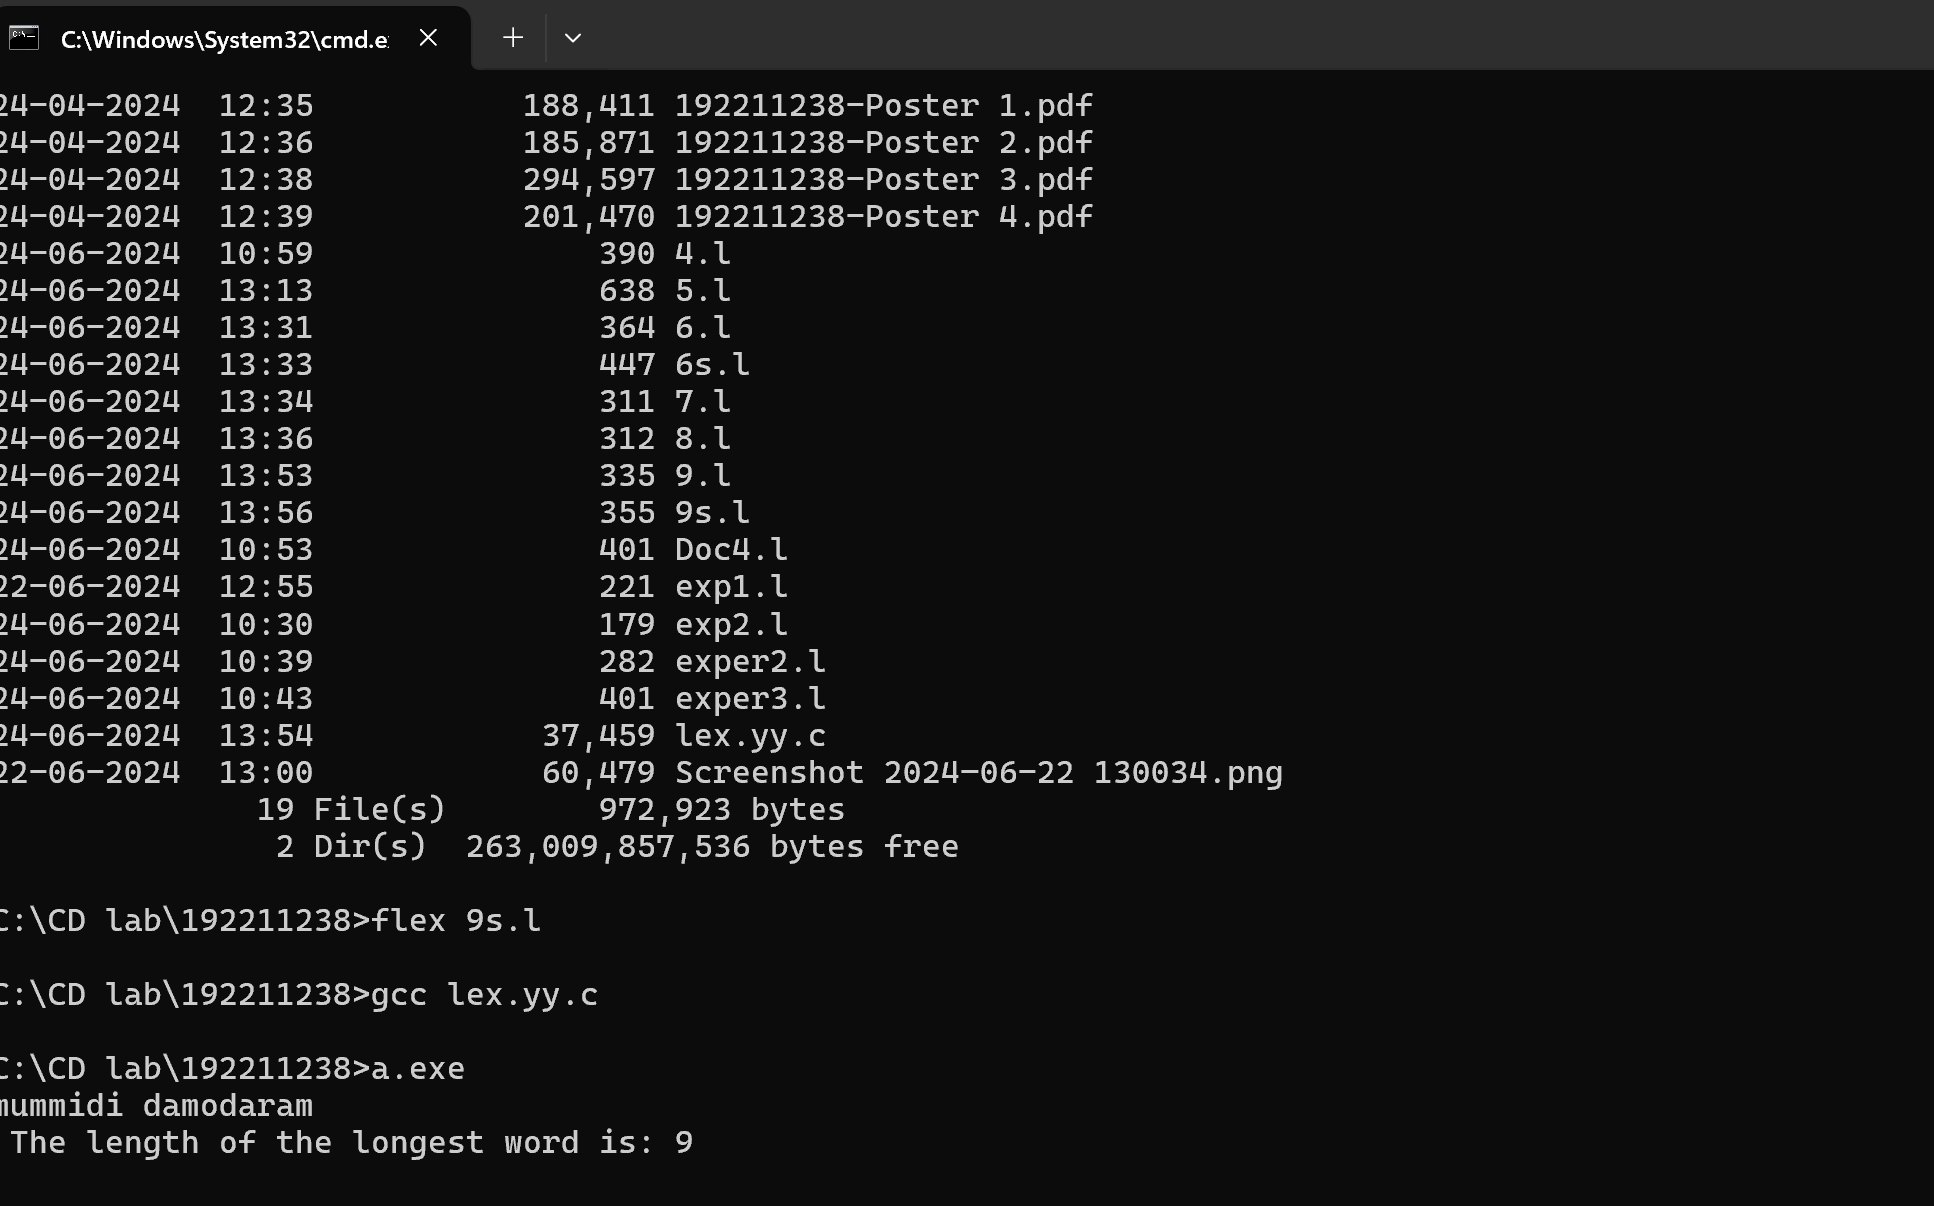 C:\Windows\System32\cmd.e
24-04-2024  12:35           188,411 192211238-Poster 1.pdf
24-04-2024  12:36           185,871 192211238-Poster 2.pdf
24-04-2024  12:38           294,597 192211238-Poster 3.pdf
24-04-2024  12:39           201,470 192211238-Poster 4.pdf
24-06-2024  10:59               390 4.l
24-06-2024  13:13               638 5.l
24-06-2024  13:31               364 6.l
24-06-2024  13:33               447 6s.l
24-06-2024  13:34               311 7.l
24-06-2024  13:36               312 8.l
24-06-2024  13:53               335 9.l
24-06-2024  13:56               355 9s.l
24-06-2024  10:53               401 Doc4.l
22-06-2024  12:55               221 exp1.l
24-06-2024  10:30               179 exp2.l
24-06-2024  10:39               282 exper2.l
24-06-2024  10:43               401 exper3.l
24-06-2024  13:54            37,459 lex.yy.c
22-06-2024  13:00            60,479 Screenshot 2024-06-22 130034.png
19 File(s)        972,923 bytes
2 Dir(s)  263,009,857,536 bytes free
C:\CD lab\192211238>flex 9s.l
C:\CD lab\192211238>gcc lex.yy.c
C:\CD lab\192211238>a.exe
mummidi damodaram
The length of the longest word is: 9